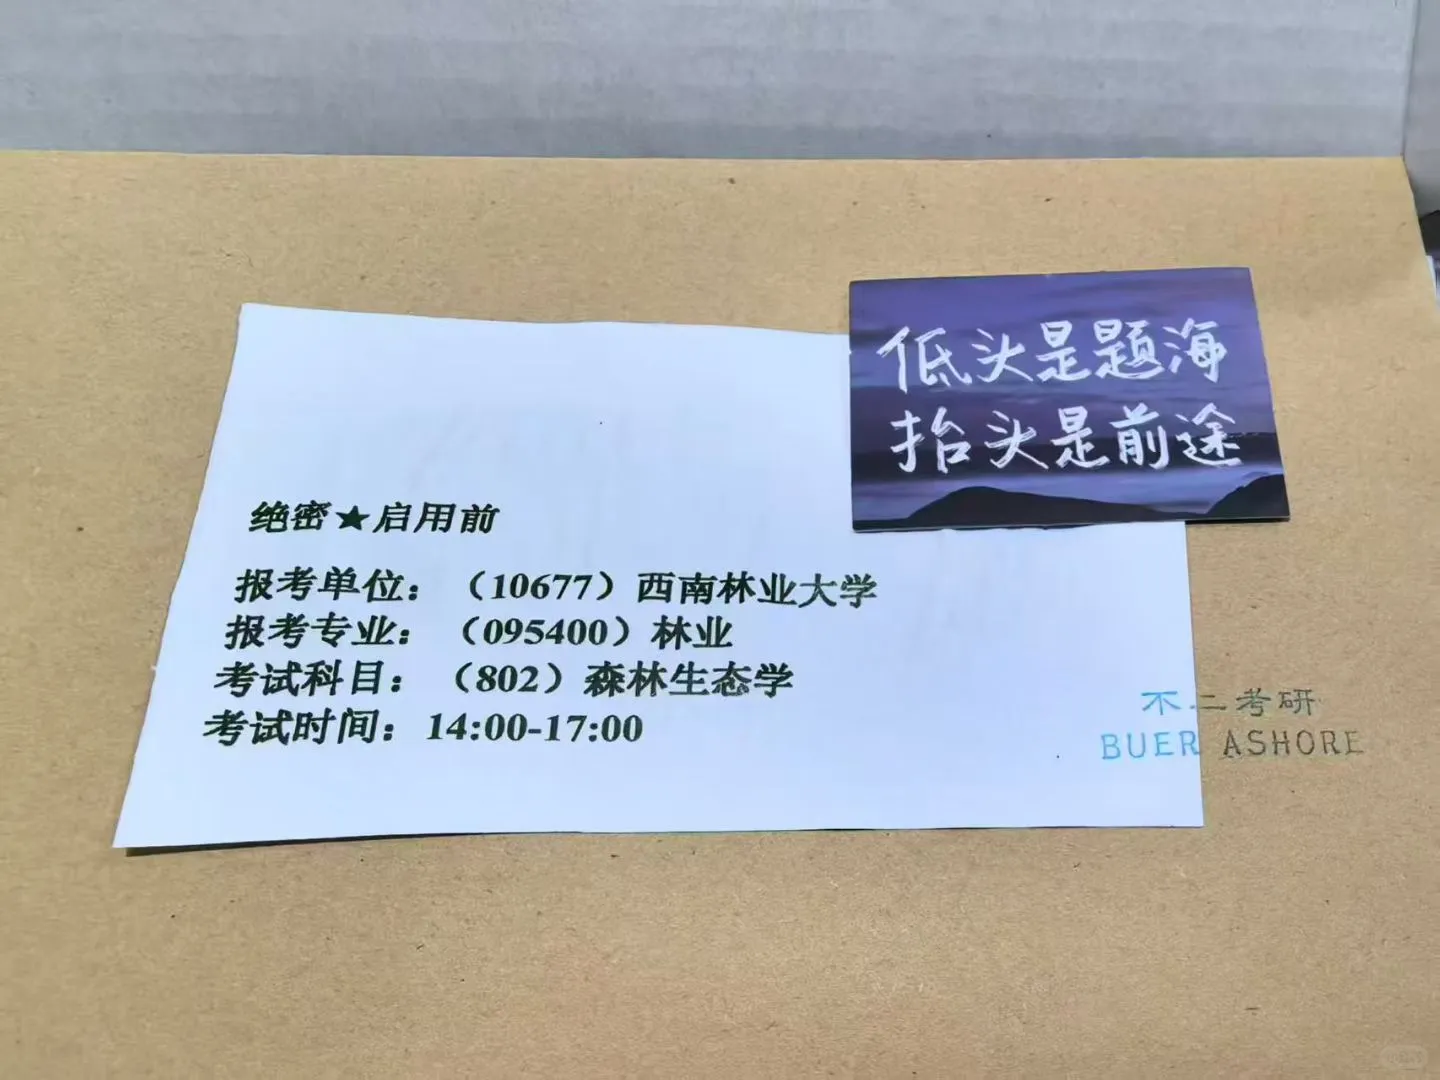 低头是题海
抬头是前途
绝密★启用前
报考单位：（10677）西南林业大学
报考专业：（095400）林业
考试科目：（802）森林生态学
考试时间：14:00-17:00
不二考研
BUER ASHORE